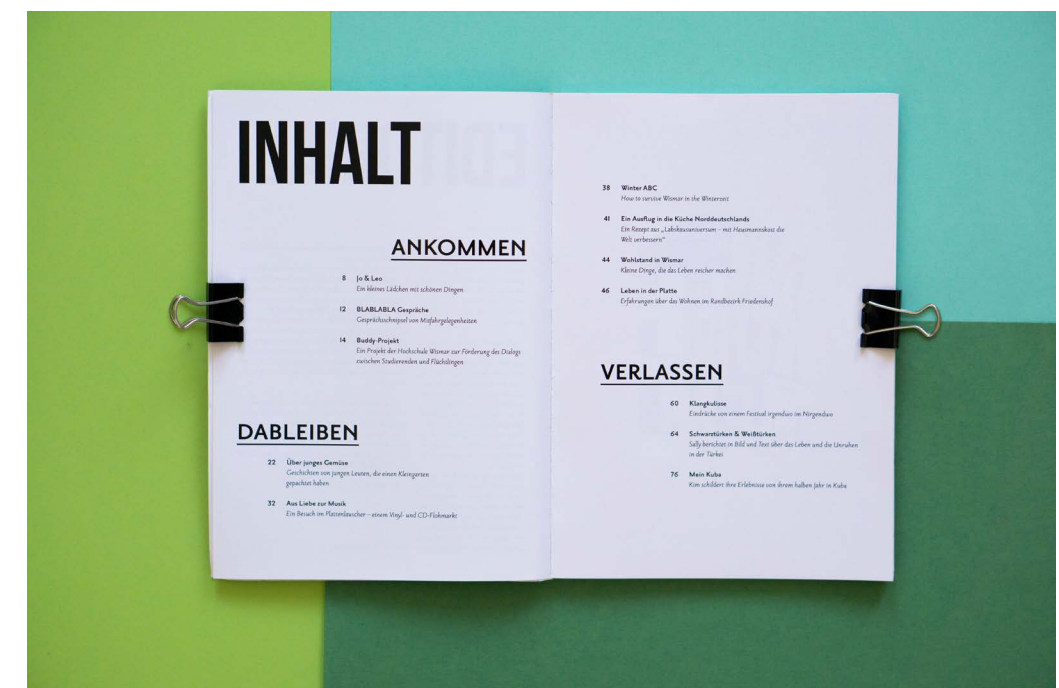 INHALT
ANKOMMEN
8 Jo & Leo
Ein kleines Lädchen mit schönen Dingen
12 BLABLABLA Gespräche
Gesprächsschnipsel von Mitfahrgelegenheiten
14 Buddy-Projekt
Ein Projekt der Hochschule Wismar zur Förderung des Dialogs
zwischen Studierenden und Flüchtlingen
DABLEIBEN
22 Über junges Gemüse
Geschichten von jungen Leuten, die einen Kleingarten
gepachtet haben
32 Aus Liebe zur Musik
Ein Besuch im Plattenlauscher – einem Vinyl- und CD-Flohmarkt
38 Winter ABC
How to survive Wismar in the Winterzeit
41 Ein Ausflug in die Küche Norddeutschlands
Ein Rezept aus „Labskausuniversum – mit Hausmannskost die
Welt verbessern“
44 Wohlstand in Wismar
Kleine Dinge, die das Leben reicher machen
46 Leben in der Platte
Erfahrungen über das Wohnen im Randbezirk Friedenshof
VERLASSEN
60 Klangkulisse
Eindrücke von einem Festival irgendwo im Nirgendwo
64 Schwarztürken & Weißtürken
Sally berichtet in Bild und Text über das Leben und die Unruhen
in der Türkei
76 Mein Kuba
Kim schildert ihre Erlebnisse von ihrem halben Jahr in Kuba